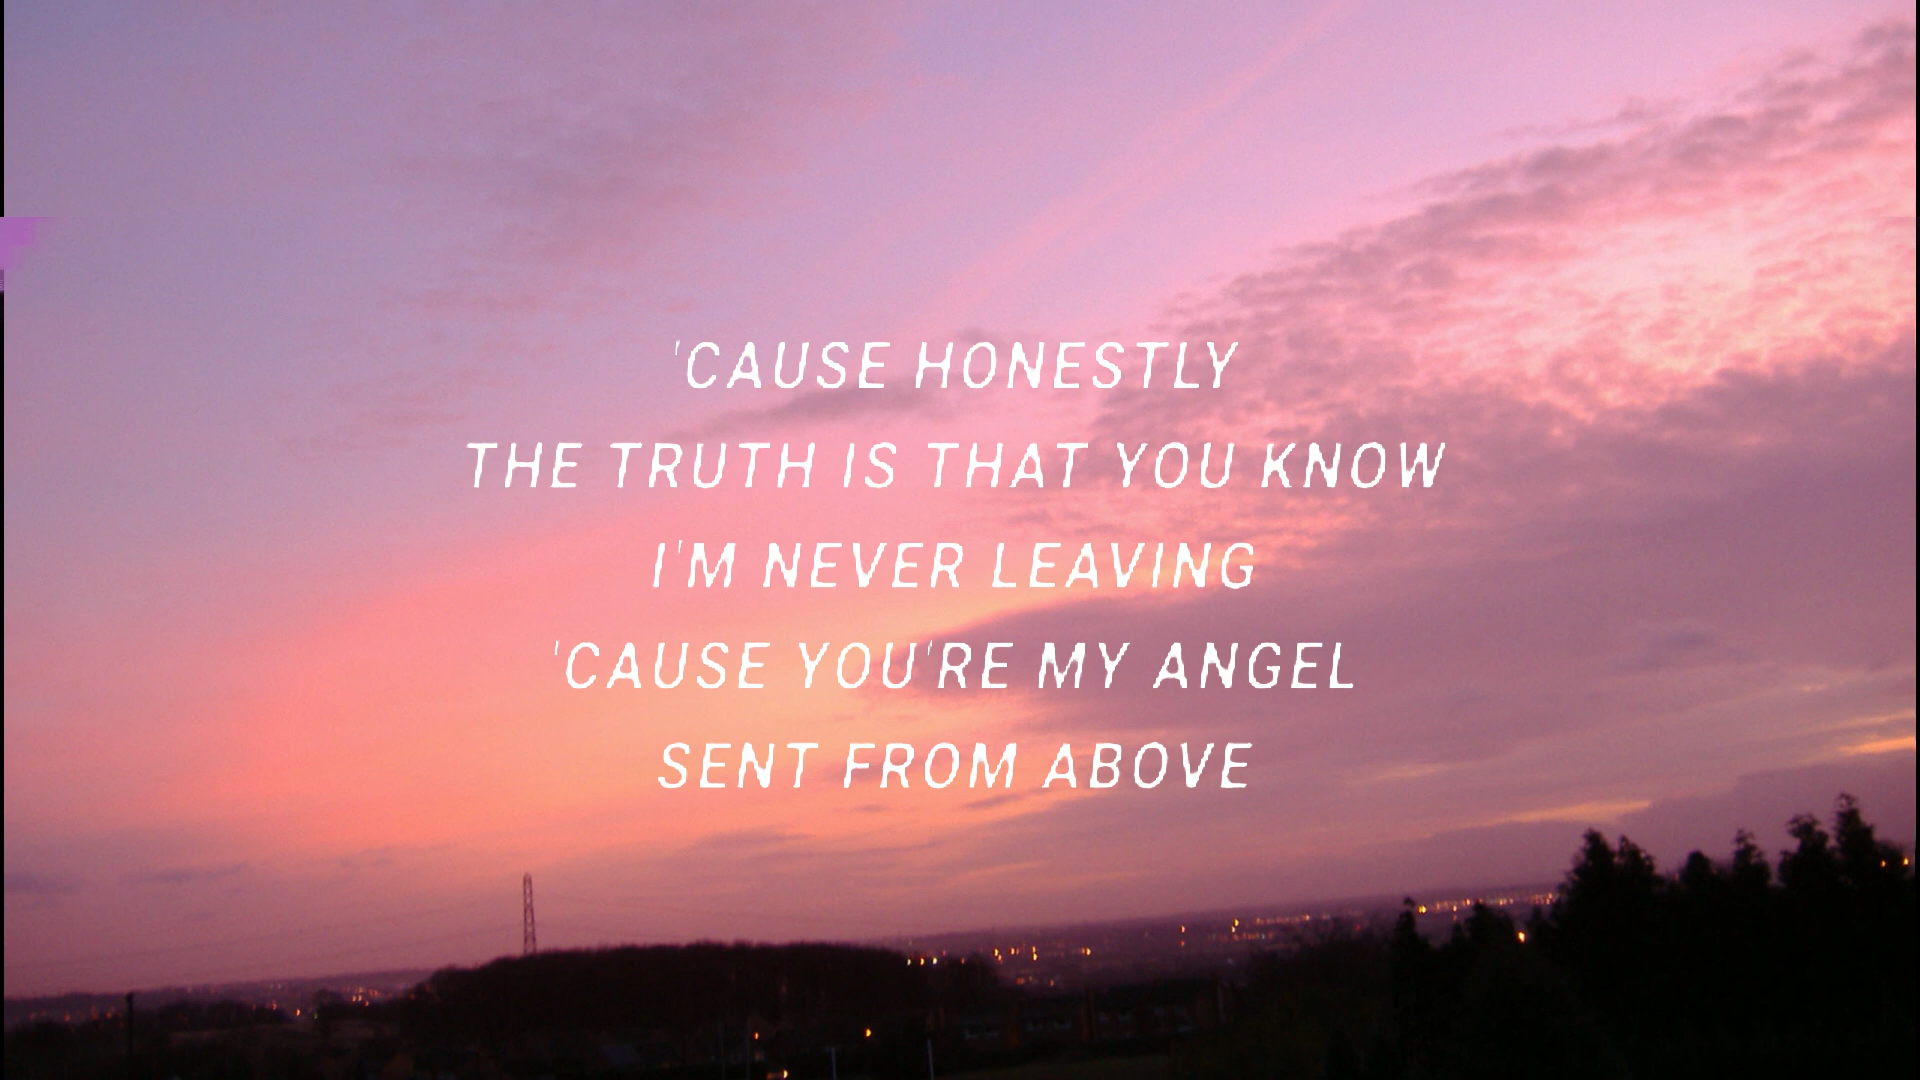 'CAUSE HONESTLY
THE TRUTH IS THAT YOU KNOW
I'M NEVER LEAVING
'CAUSE YOU'RE MY ANGEL
SENT FROM ABOVE